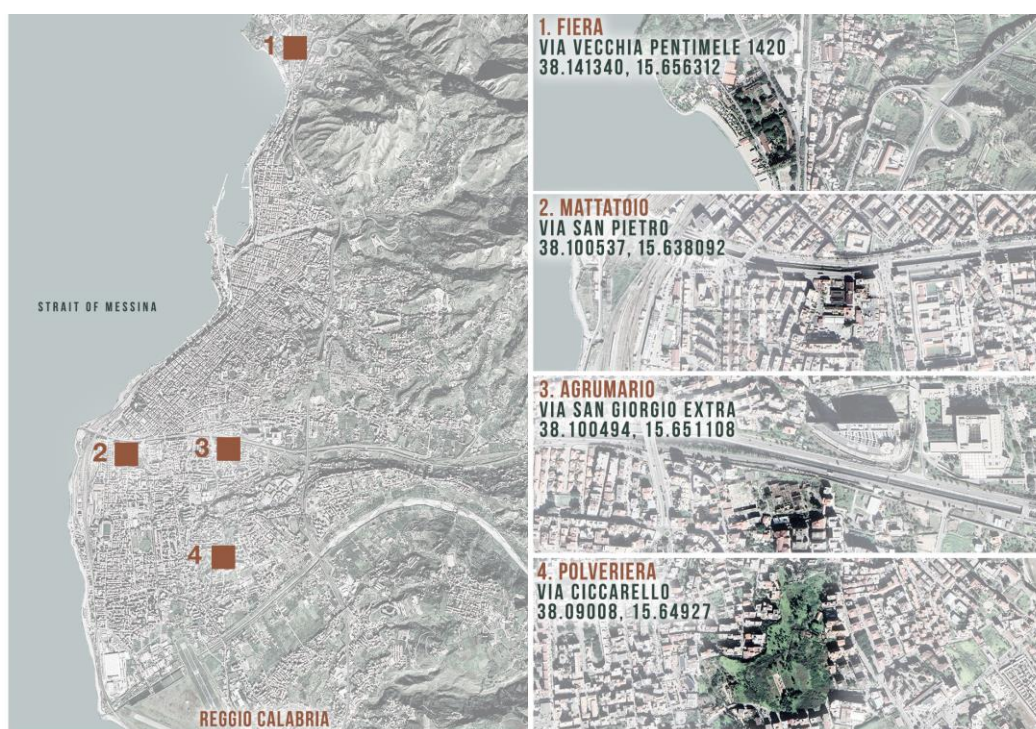 1
STRAIT OF MESSINA
2
3
4
REGGIO CALABRIA
1. FIERA
VIA VECCHIA PENTIMELE 1420
38.141340, 15.656312
2. MATTATOIO
VIA SAN PIETRO
38.100537, 15.638092
3. AGRUMARIO
VIA SAN GIORGIO EXTRA
38.100494, 15.651108
4. POLVERIERA
VIA CICCARELLO
38.09008, 15.64927